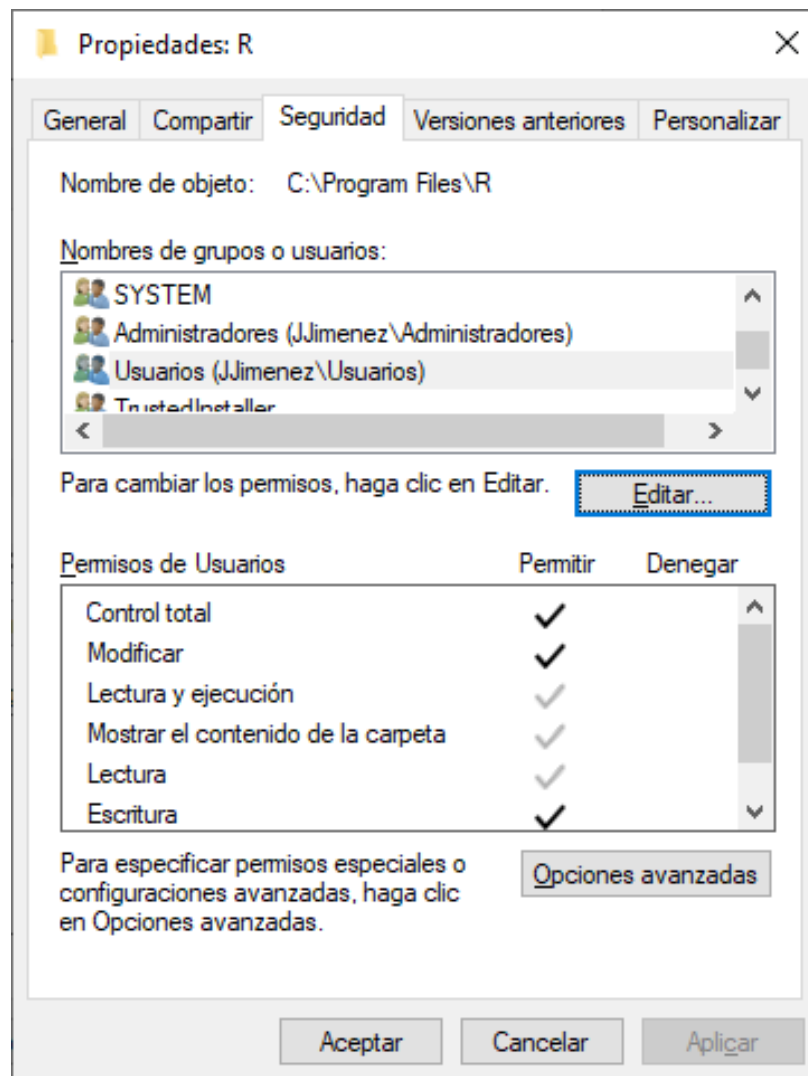 Propiedades: R
General Compartir Seguridad Versiones anteriores Personalizar
Nombre de objeto: C:\Program Files\R
Nombres de grupos o usuarios:
SYSTEM
Administradores (JJimenez\Administradores)
Usuarios (JJimenez\Usuarios)
TrustedInstaller
Para cambiar los permisos, haga clic en Editar. Editar...
Permisos de Usuarios Permitir Denegar
Control total
Modificar
Lectura y ejecución
Mostrar el contenido de la carpeta
Lectura
Escritura
Para especificar permisos especiales o
configuraciones avanzadas, haga clic
en Opciones avanzadas.
Opciones avanzadas
Aceptar Cancelar Aplicar